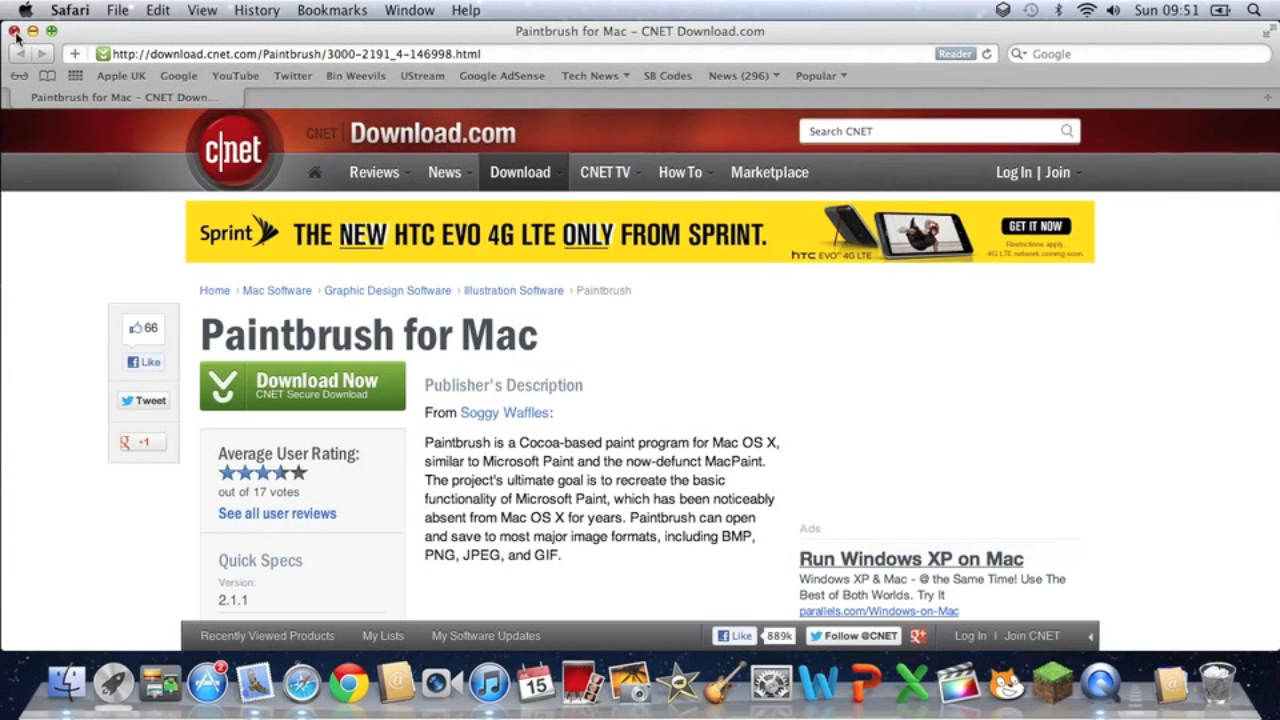 Safari File Edit View History Bookmarks Window Help Sun 09:51
Paintbrush for Mac – CNET Download.com
http://download.cnet.com/Paintbrush/3000-2191_4-146998.html Reader Google
Apple UK Google YouTube Twitter Bin Weevils UStream Google AdSense Tech News SB Codes News (296) Popular
Paintbrush for Mac – CNET Down...
c|net CNET Download.com Search CNET
Reviews News Download CNET TV How To Marketplace Log In | Join
Sprint THE NEW HTC EVO 4G LTE ONLY FROM SPRINT. GET IT NOW
hTC EVO 4G LTE
Restrictions apply.
4G LTE network coming soon.
Home › Mac Software › Graphic Design Software › Illustration Software › Paintbrush
66
Like
Tweet
+1
Paintbrush for Mac
Download Now
CNET Secure Download
Average User Rating:
out of 17 votes
See all user reviews
Quick Specs
Version:
2.1.1
Publisher's Description
From Soggy Waffles:
Paintbrush is a Cocoa-based paint program for Mac OS X,
similar to Microsoft Paint and the now-defunct MacPaint.
The project's ultimate goal is to recreate the basic
functionality of Microsoft Paint, which has been noticeably
absent from Mac OS X for years. Paintbrush can open
and save to most major image formats, including BMP,
PNG, JPEG, and GIF.
Ads
Run Windows XP on Mac
Windows XP & Mac - @ the Same Time! Use The
Best of Both Worlds. Try It
parallels.com/Windows-on-Mac
Recently Viewed Products My Lists My Software Updates Like 889k Follow @CNET Log In | Join CNET
2
15